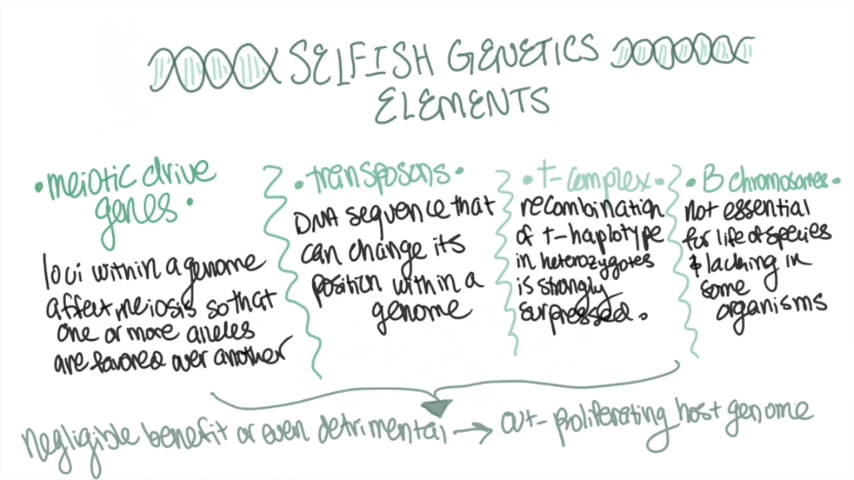 SELFISH GENETICS
ELEMENTS
• meiotic drive
genes •
loci within a genome
affect meiosis so that
one or more alleles
are favored over another
• transposons •
DNA sequence that
can change its
position within a
genome
• t-complex •
recombination
of t-haplotype
in heterozygotes
is strongly
surpressed.
• B chromosomes •
not essential
for life of species
& lacking in
some
organisms
negligible benefit or even detrimental → out-proliferating host genome